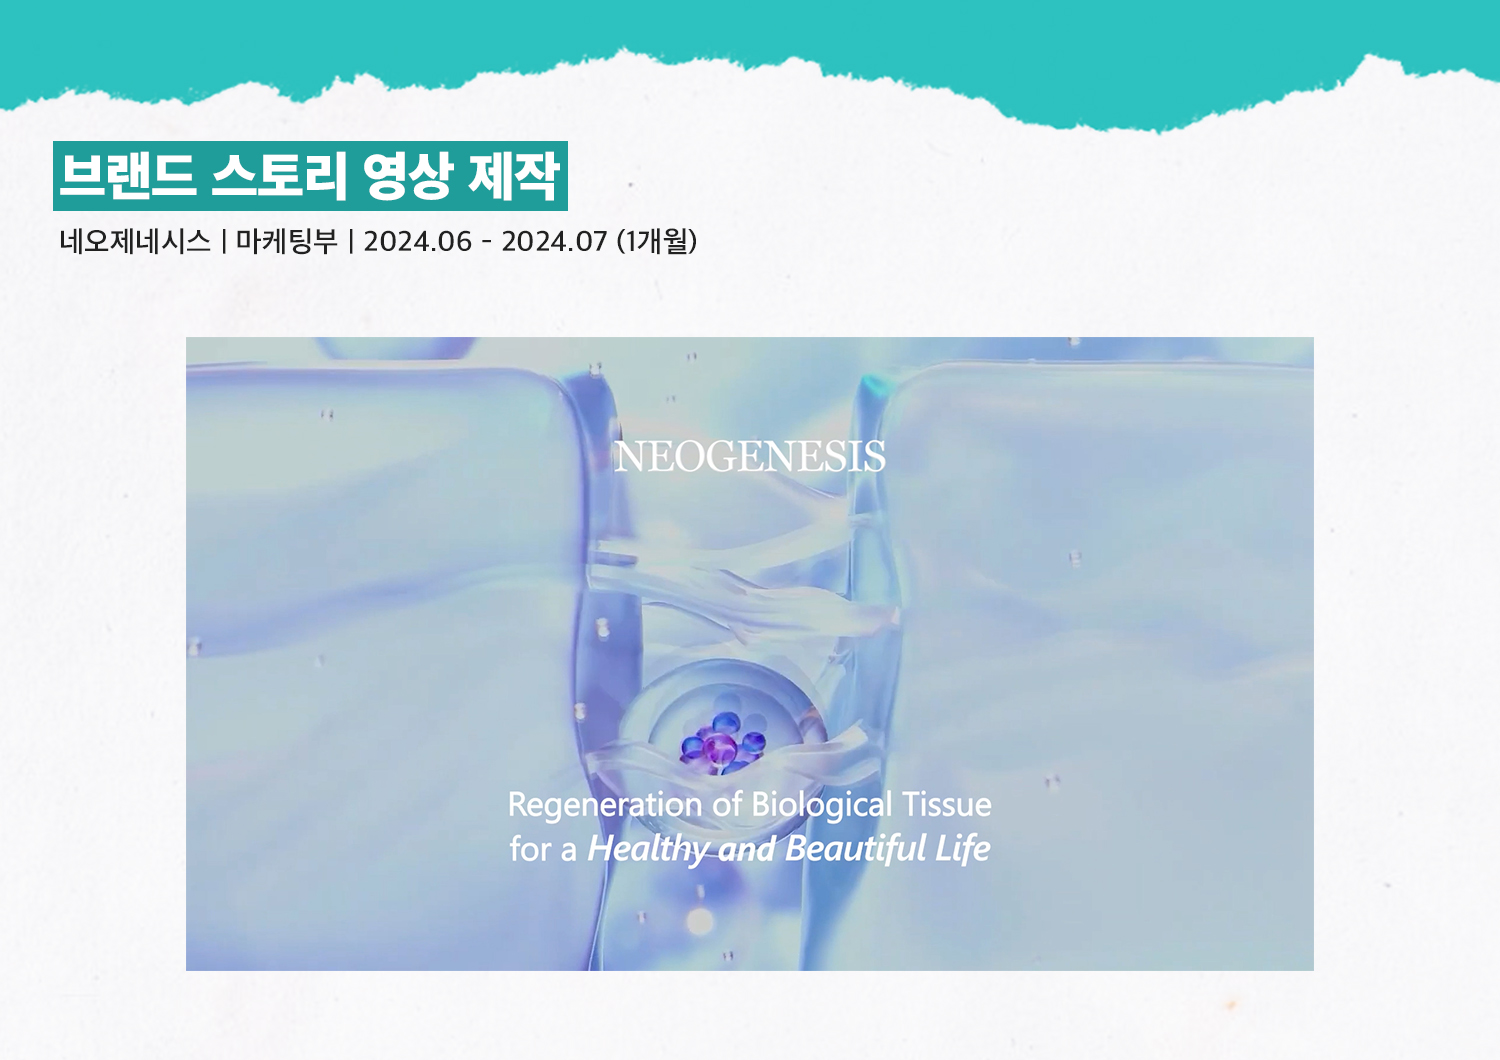 브랜드 스토리 영상 제작
네오제네시스 | 마케팅부 | 2024.06 - 2024.07 (1개월)
NEOGENESIS
Regeneration of Biological Tissue
for a Healthy and Beautiful Life